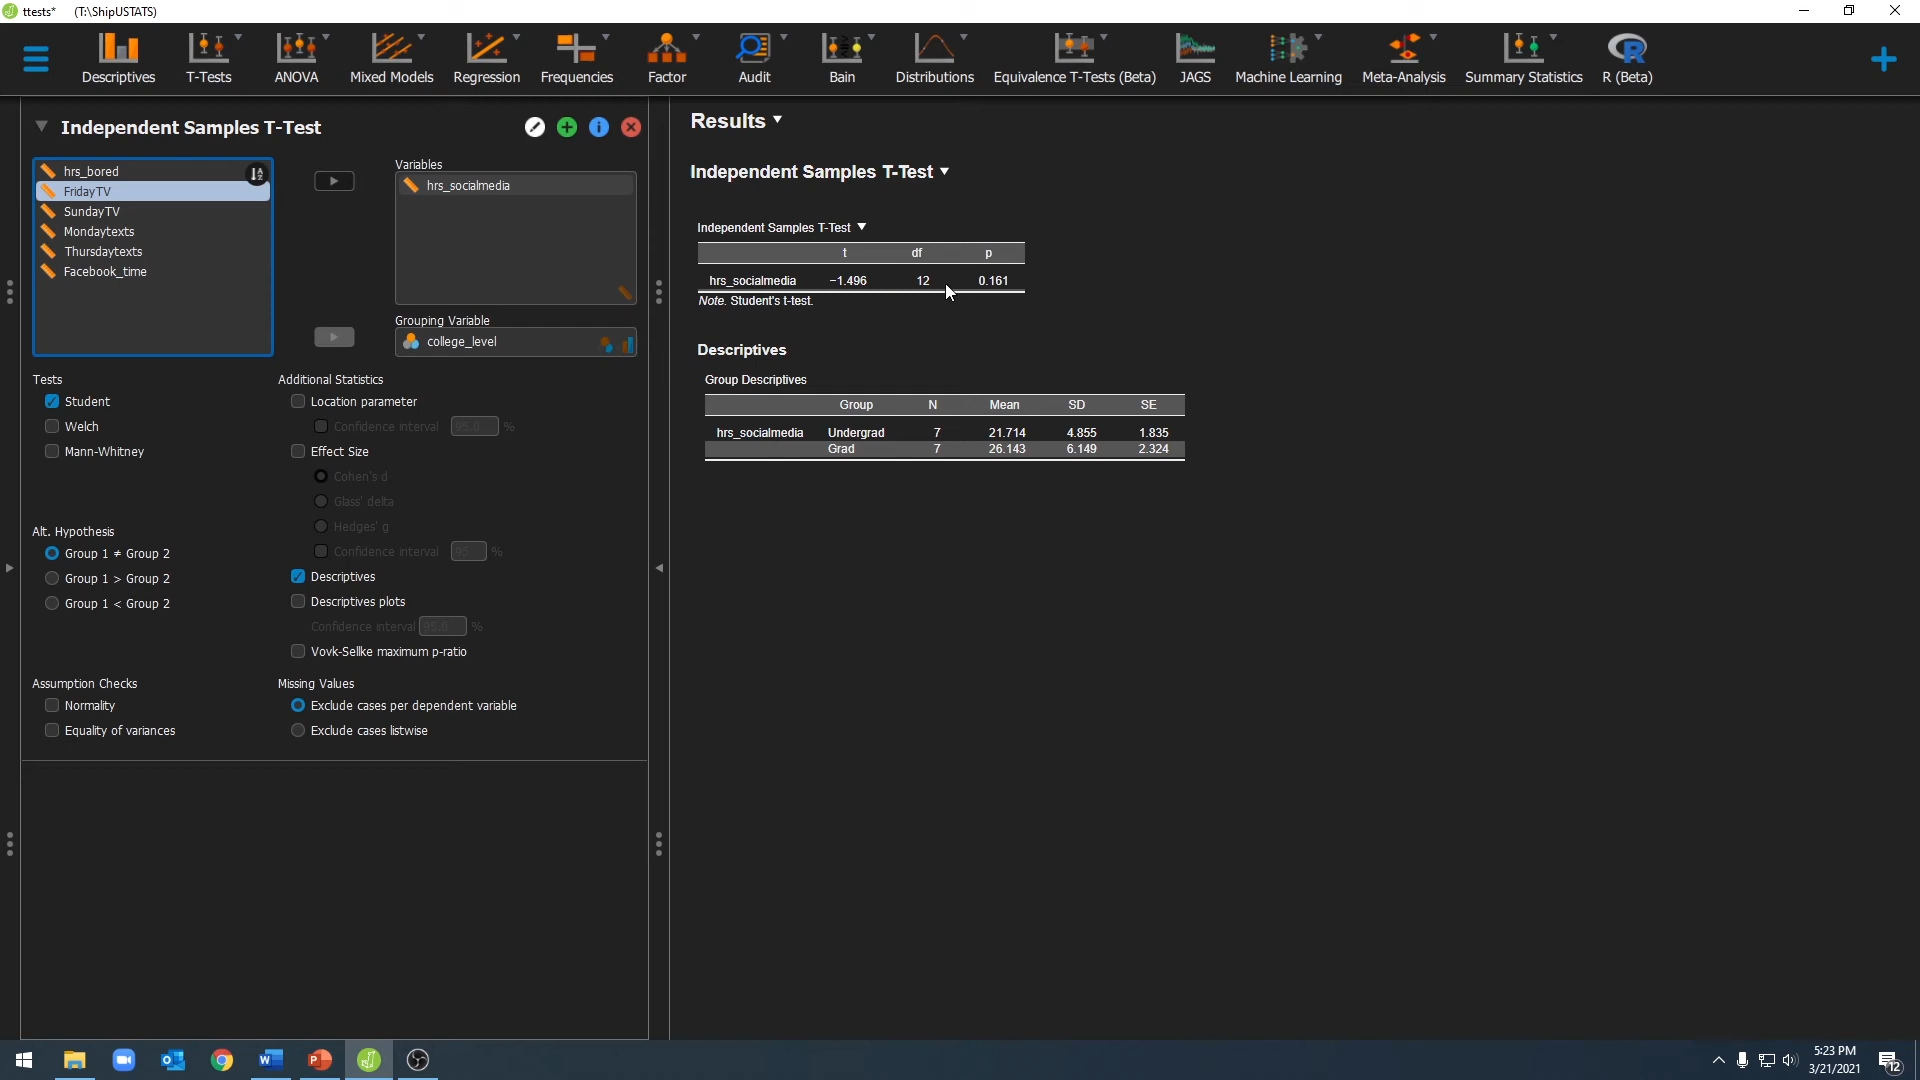 ttests* (T:\ShipUSTATS)
Descriptives T-Tests ANOVA Mixed Models Regression Frequencies Factor Audit Bain Distributions Equivalence T-Tests (Beta) JAGS Machine Learning Meta-Analysis Summary Statistics R (Beta)
Independent Samples T-Test
hrs_bored
FridayTV
SundayTV
Mondaytexts
Thursdaytexts
Facebook_time
Variables
hrs_socialmedia
Grouping Variable
college_level
Tests
Student
Welch
Mann-Whitney
Alt. Hypothesis
Group 1 ≠ Group 2
Group 1 > Group 2
Group 1 < Group 2
Assumption Checks
Normality
Equality of variances
Additional Statistics
Location parameter
Confidence interval 95.0 %
Effect Size
Cohen's d
Glass' delta
Hedges' g
Confidence interval 95 %
Descriptives
Descriptives plots
Confidence interval 95.0 %
Vovk-Sellke maximum p-ratio
Missing Values
Exclude cases per dependent variable
Exclude cases listwise
Results
Independent Samples T-Test
Independent Samples T-Test
t df p
hrs_socialmedia −1.496 12 0.161
Note. Student's t-test.
Descriptives
Group Descriptives
Group N Mean SD SE
hrs_socialmedia Undergrad 7 21.714 4.855 1.835
Grad 7 26.143 6.149 2.324
5:23 PM
3/21/2021
12